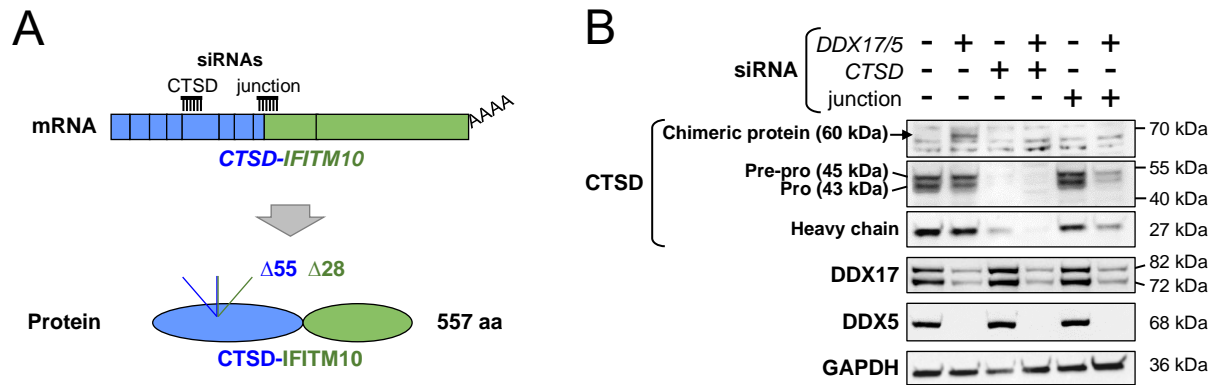 A
siRNAs
CTSD junction
mRNA
AAAA
CTSD-IFITM10
Δ55 Δ28
Protein
557 aa
CTSD-IFITM10
B
siRNA
DDX17/5 - + - + - +
CTSD - - + + - -
junction - - - - + +
CTSD
Chimeric protein (60 kDa)
70 kDa
Pre-pro (45 kDa)
Pro (43 kDa)
55 kDa
40 kDa
Heavy chain
27 kDa
DDX17
82 kDa
72 kDa
DDX5
68 kDa
GAPDH
36 kDa